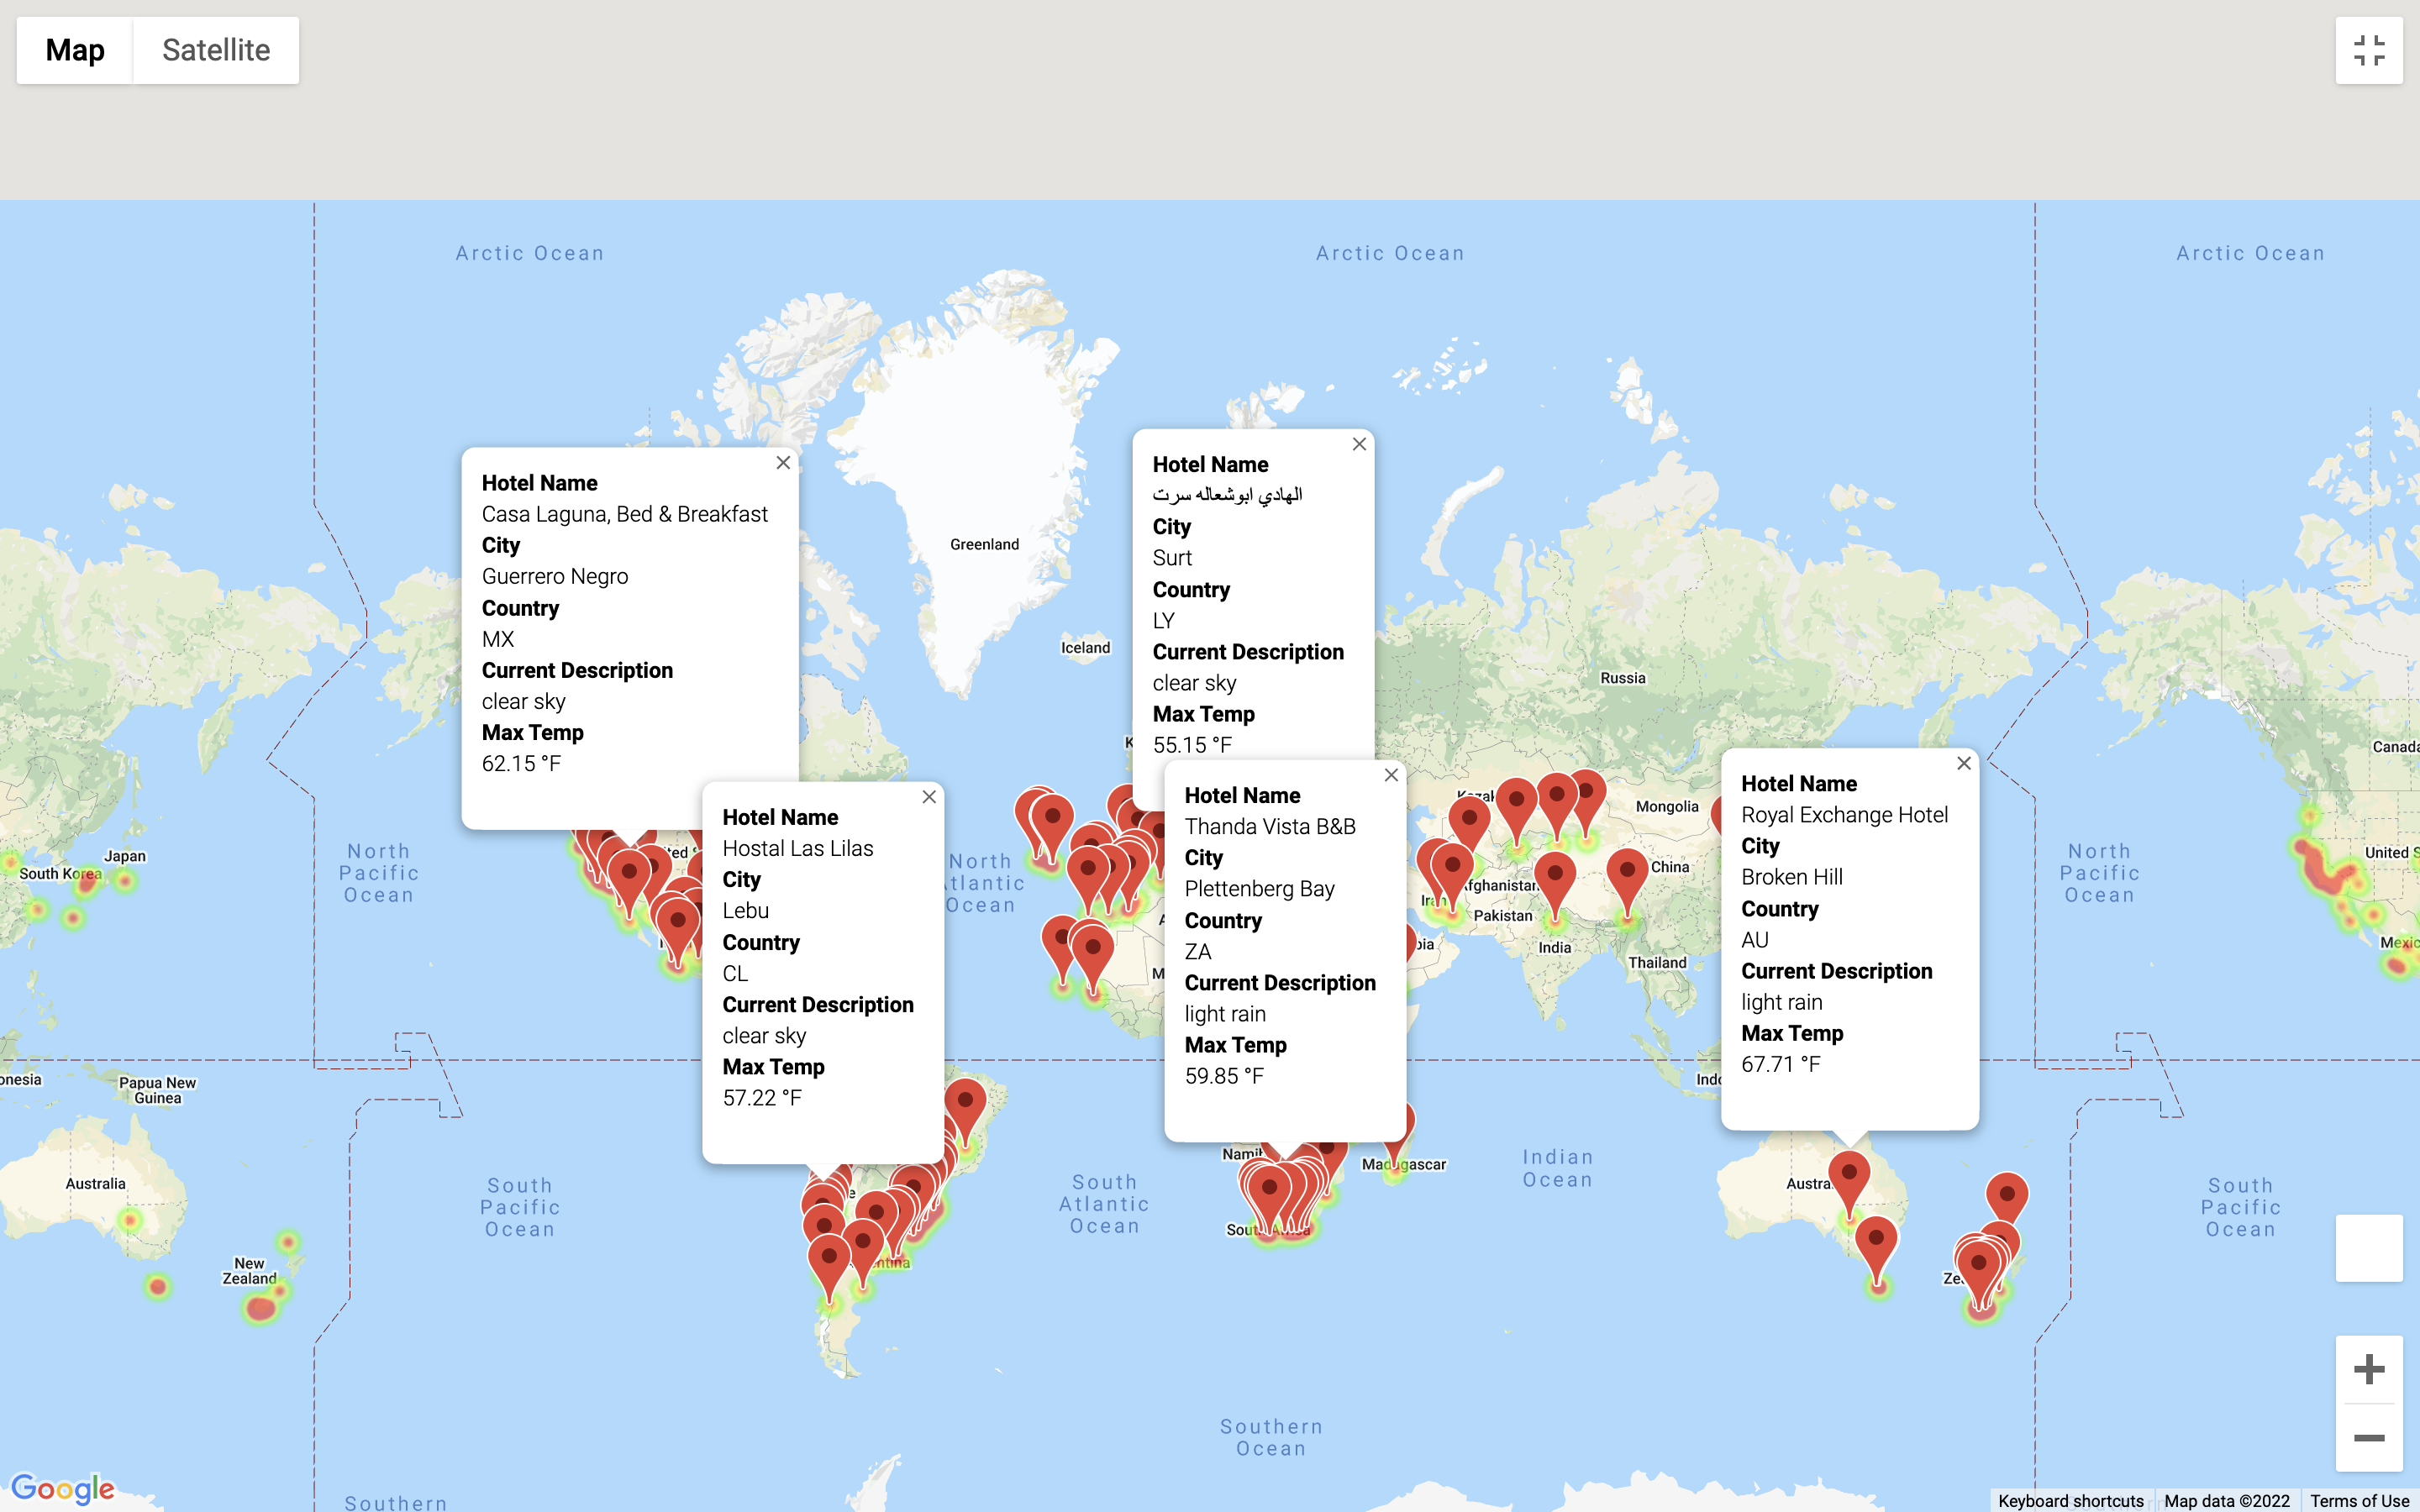 Map
Satellite
Arctic Ocean
Arctic Ocean
Arctic Ocean
Hotel Name
Casa Laguna, Bed & Breakfast
City
Guerrero Negro
Country
MX
Current Description
clear sky
Max Temp
62.15 °F
Hotel Name
الهادي ابوشعاله سرت
City
Surt
Country
LY
Current Description
clear sky
Max Temp
55.15 °F
Hotel Name
Hostal Las Lilas
City
Lebu
Country
CL
Current Description
clear sky
Max Temp
57.22 °F
Hotel Name
Thanda Vista B&B
City
Plettenberg Bay
Country
ZA
Current Description
light rain
Max Temp
59.85 °F
Hotel Name
Royal Exchange Hotel
City
Broken Hill
Country
AU
Current Description
light rain
Max Temp
67.71 °F
Greenland
Iceland
Russia
Canada
Mongolia
China
Afghanistan
Iran
Pakistan
India
Thailand
Japan
South Korea
North
Pacific
Ocean
North
Atlantic
Ocean
North
Pacific
Ocean
United S
Mexic
Papua New
Guinea
Australia
New
Zealand
South
Pacific
Ocean
South
Atlantic
Ocean
Madagascar
Indian
Ocean
South Africa
South
Pacific
Ocean
Southern
Ocean
Southern
Google
Keyboard shortcuts
Map data ©2022
Terms of Use